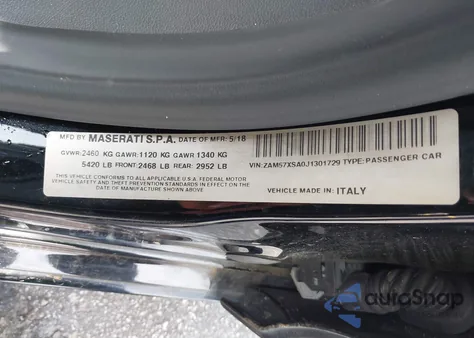 MFD BY MASERATI S.P.A. DATE OF MFR: 5/18
GVWR:2460 KG GAWR:1120 KG GAWR 1340 KG
5420 LB FRONT:2468 LB REAR: 2952 LB
VIN:ZAM57XSA0J1301729 TYPE:PASSENGER CAR
THIS VEHICLE CONFORMS TO ALL APPLICABLE U.S.A. FEDERAL MOTOR
VEHICLE SAFETY AND THEFT PREVENTION STANDARDS IN EFFECT ON
THE DATE OF MANUFACTURE SHOWN ABOVE
MADE IN: ITALY
auraSnap